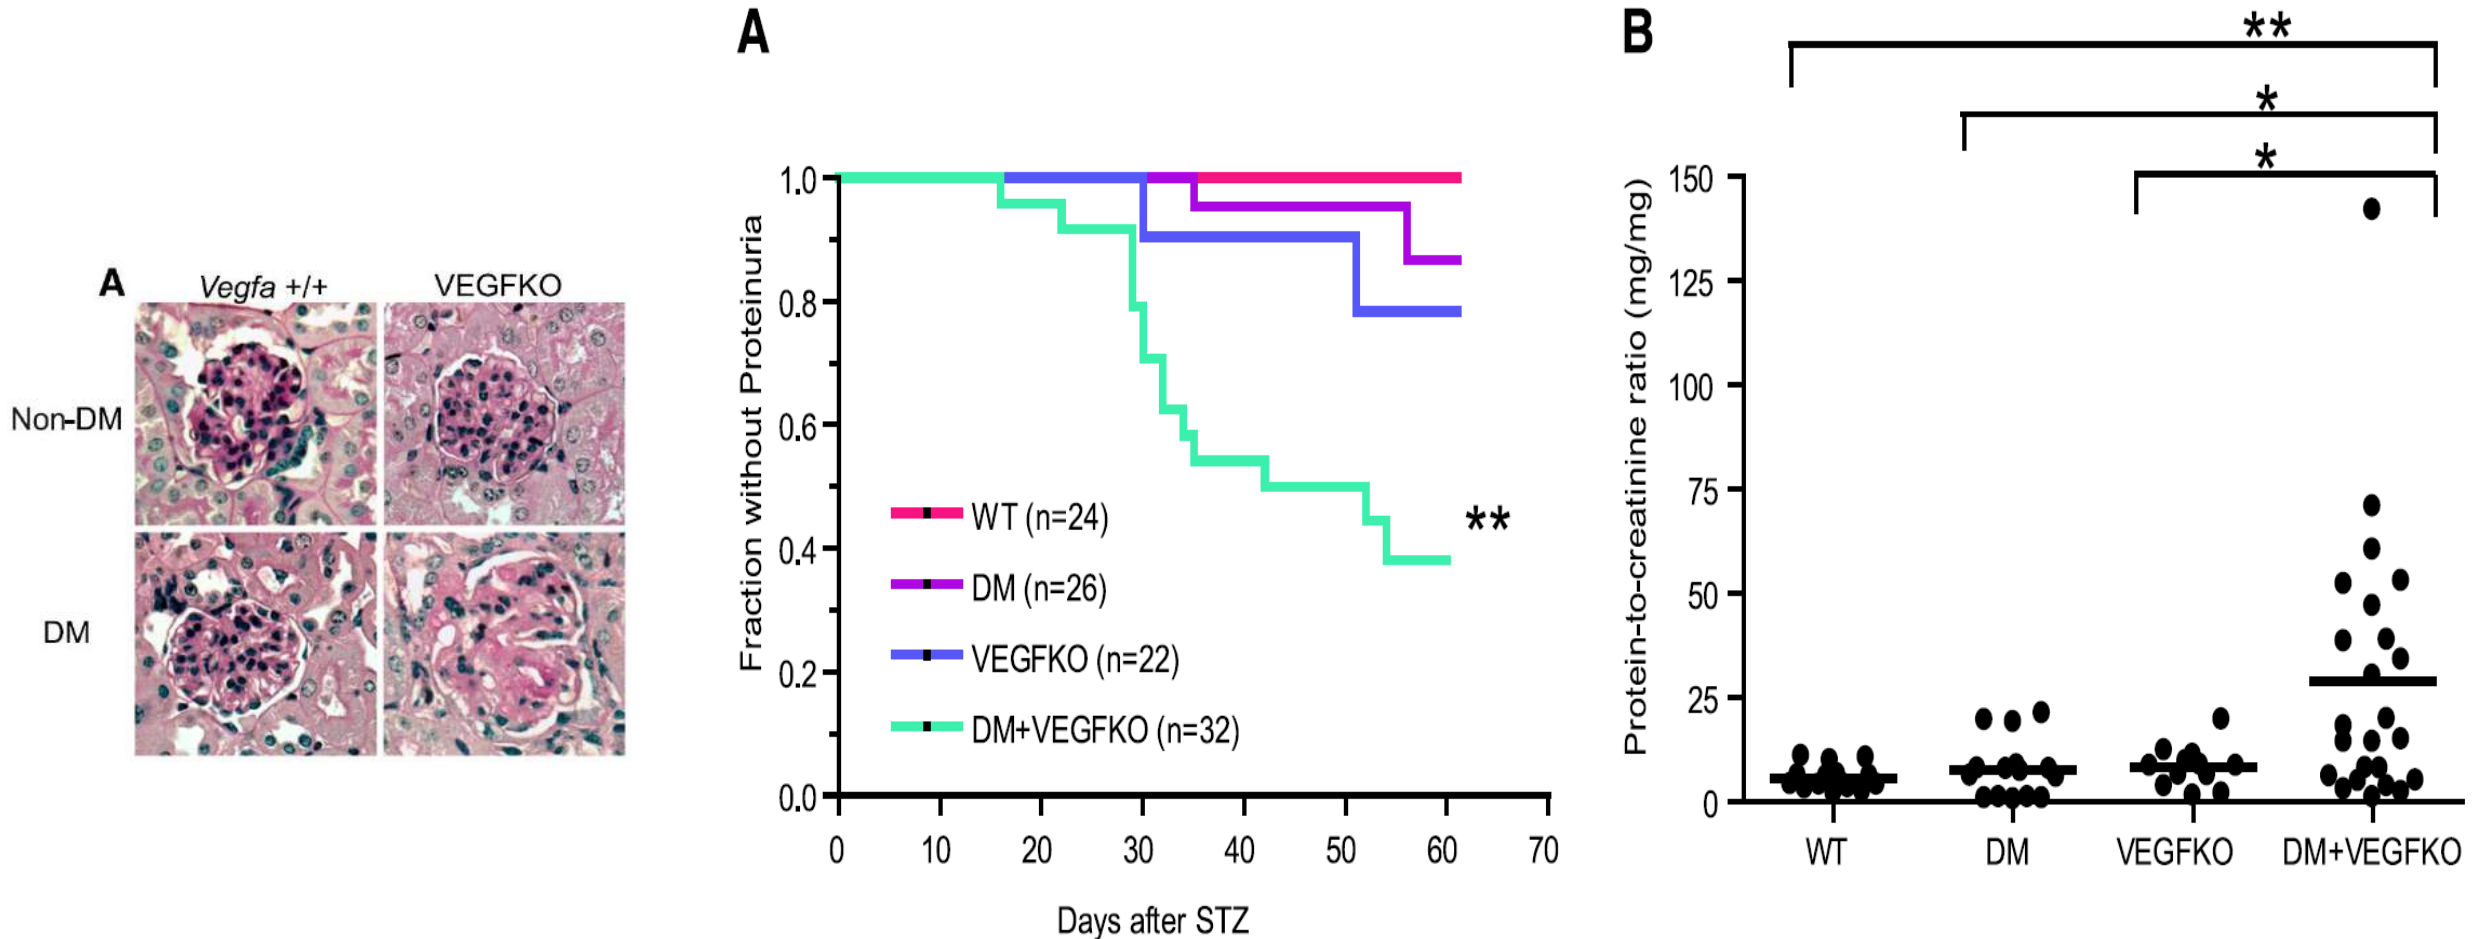 A
Vegfa +/+ VEGFKO
Non-DM
DM
A
Fraction without Proteinuria
1.0
0.8
0.6
0.4
0.2
0.0
WT (n=24)
DM (n=26)
VEGFKO (n=22)
DM+VEGFKO (n=32)
**
0 10 20 30 40 50 60 70
Days after STZ
B
**
*
*
Protein-to-creatinine ratio (mg/mg)
150
125
100
75
50
25
0
WT DM VEGFKO DM+VEGFKO